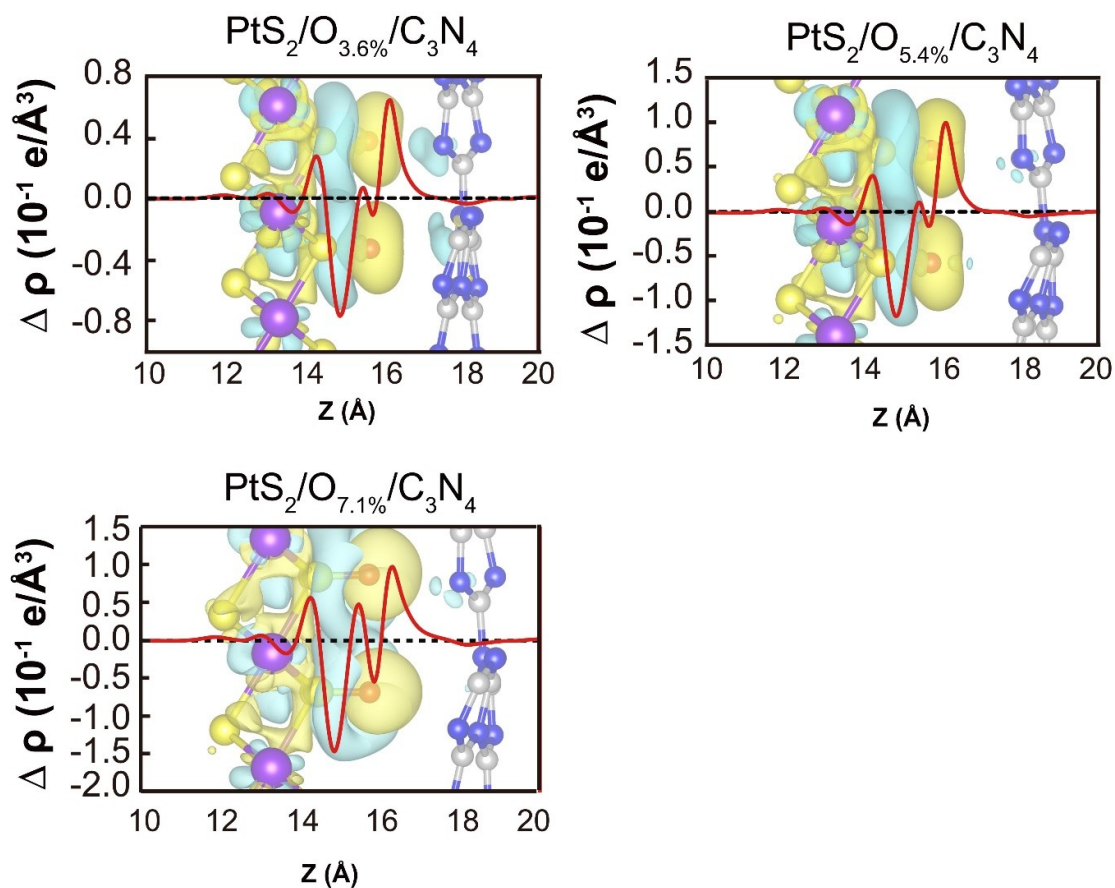 PtS2/O3.6%/C3N4
Δ ρ (10-1 e/Å3)
0.8
0.4
0.0
-0.4
-0.8
10 12 14 16 18 20
Z (Å)
PtS2/O5.4%/C3N4
Δ ρ (10-1 e/Å3)
1.5
1.0
0.5
0.0
-0.5
-1.0
-1.5
10 12 14 16 18 20
Z (Å)
PtS2/O7.1%/C3N4
Δ ρ (10-1 e/Å3)
1.5
1.0
0.5
0.0
-0.5
-1.0
-1.5
-2.0
10 12 14 16 18 20
Z (Å)